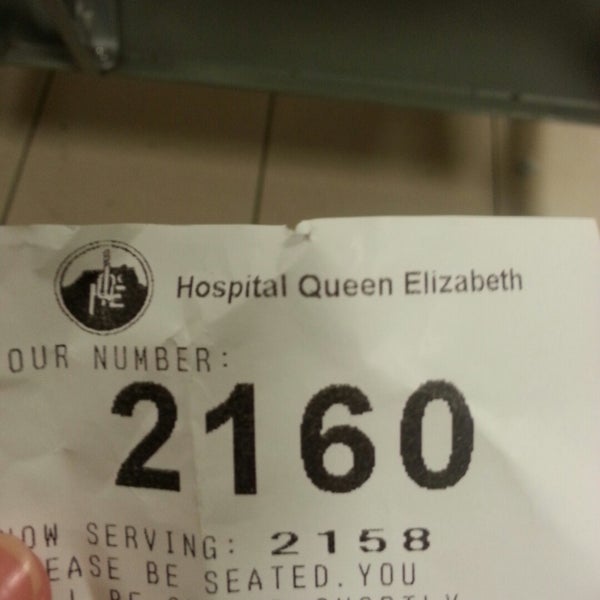 Hospital Queen Elizabeth
OUR NUMBER:
2160
NOW SERVING: 2158
EASE BE SEATED. YOU